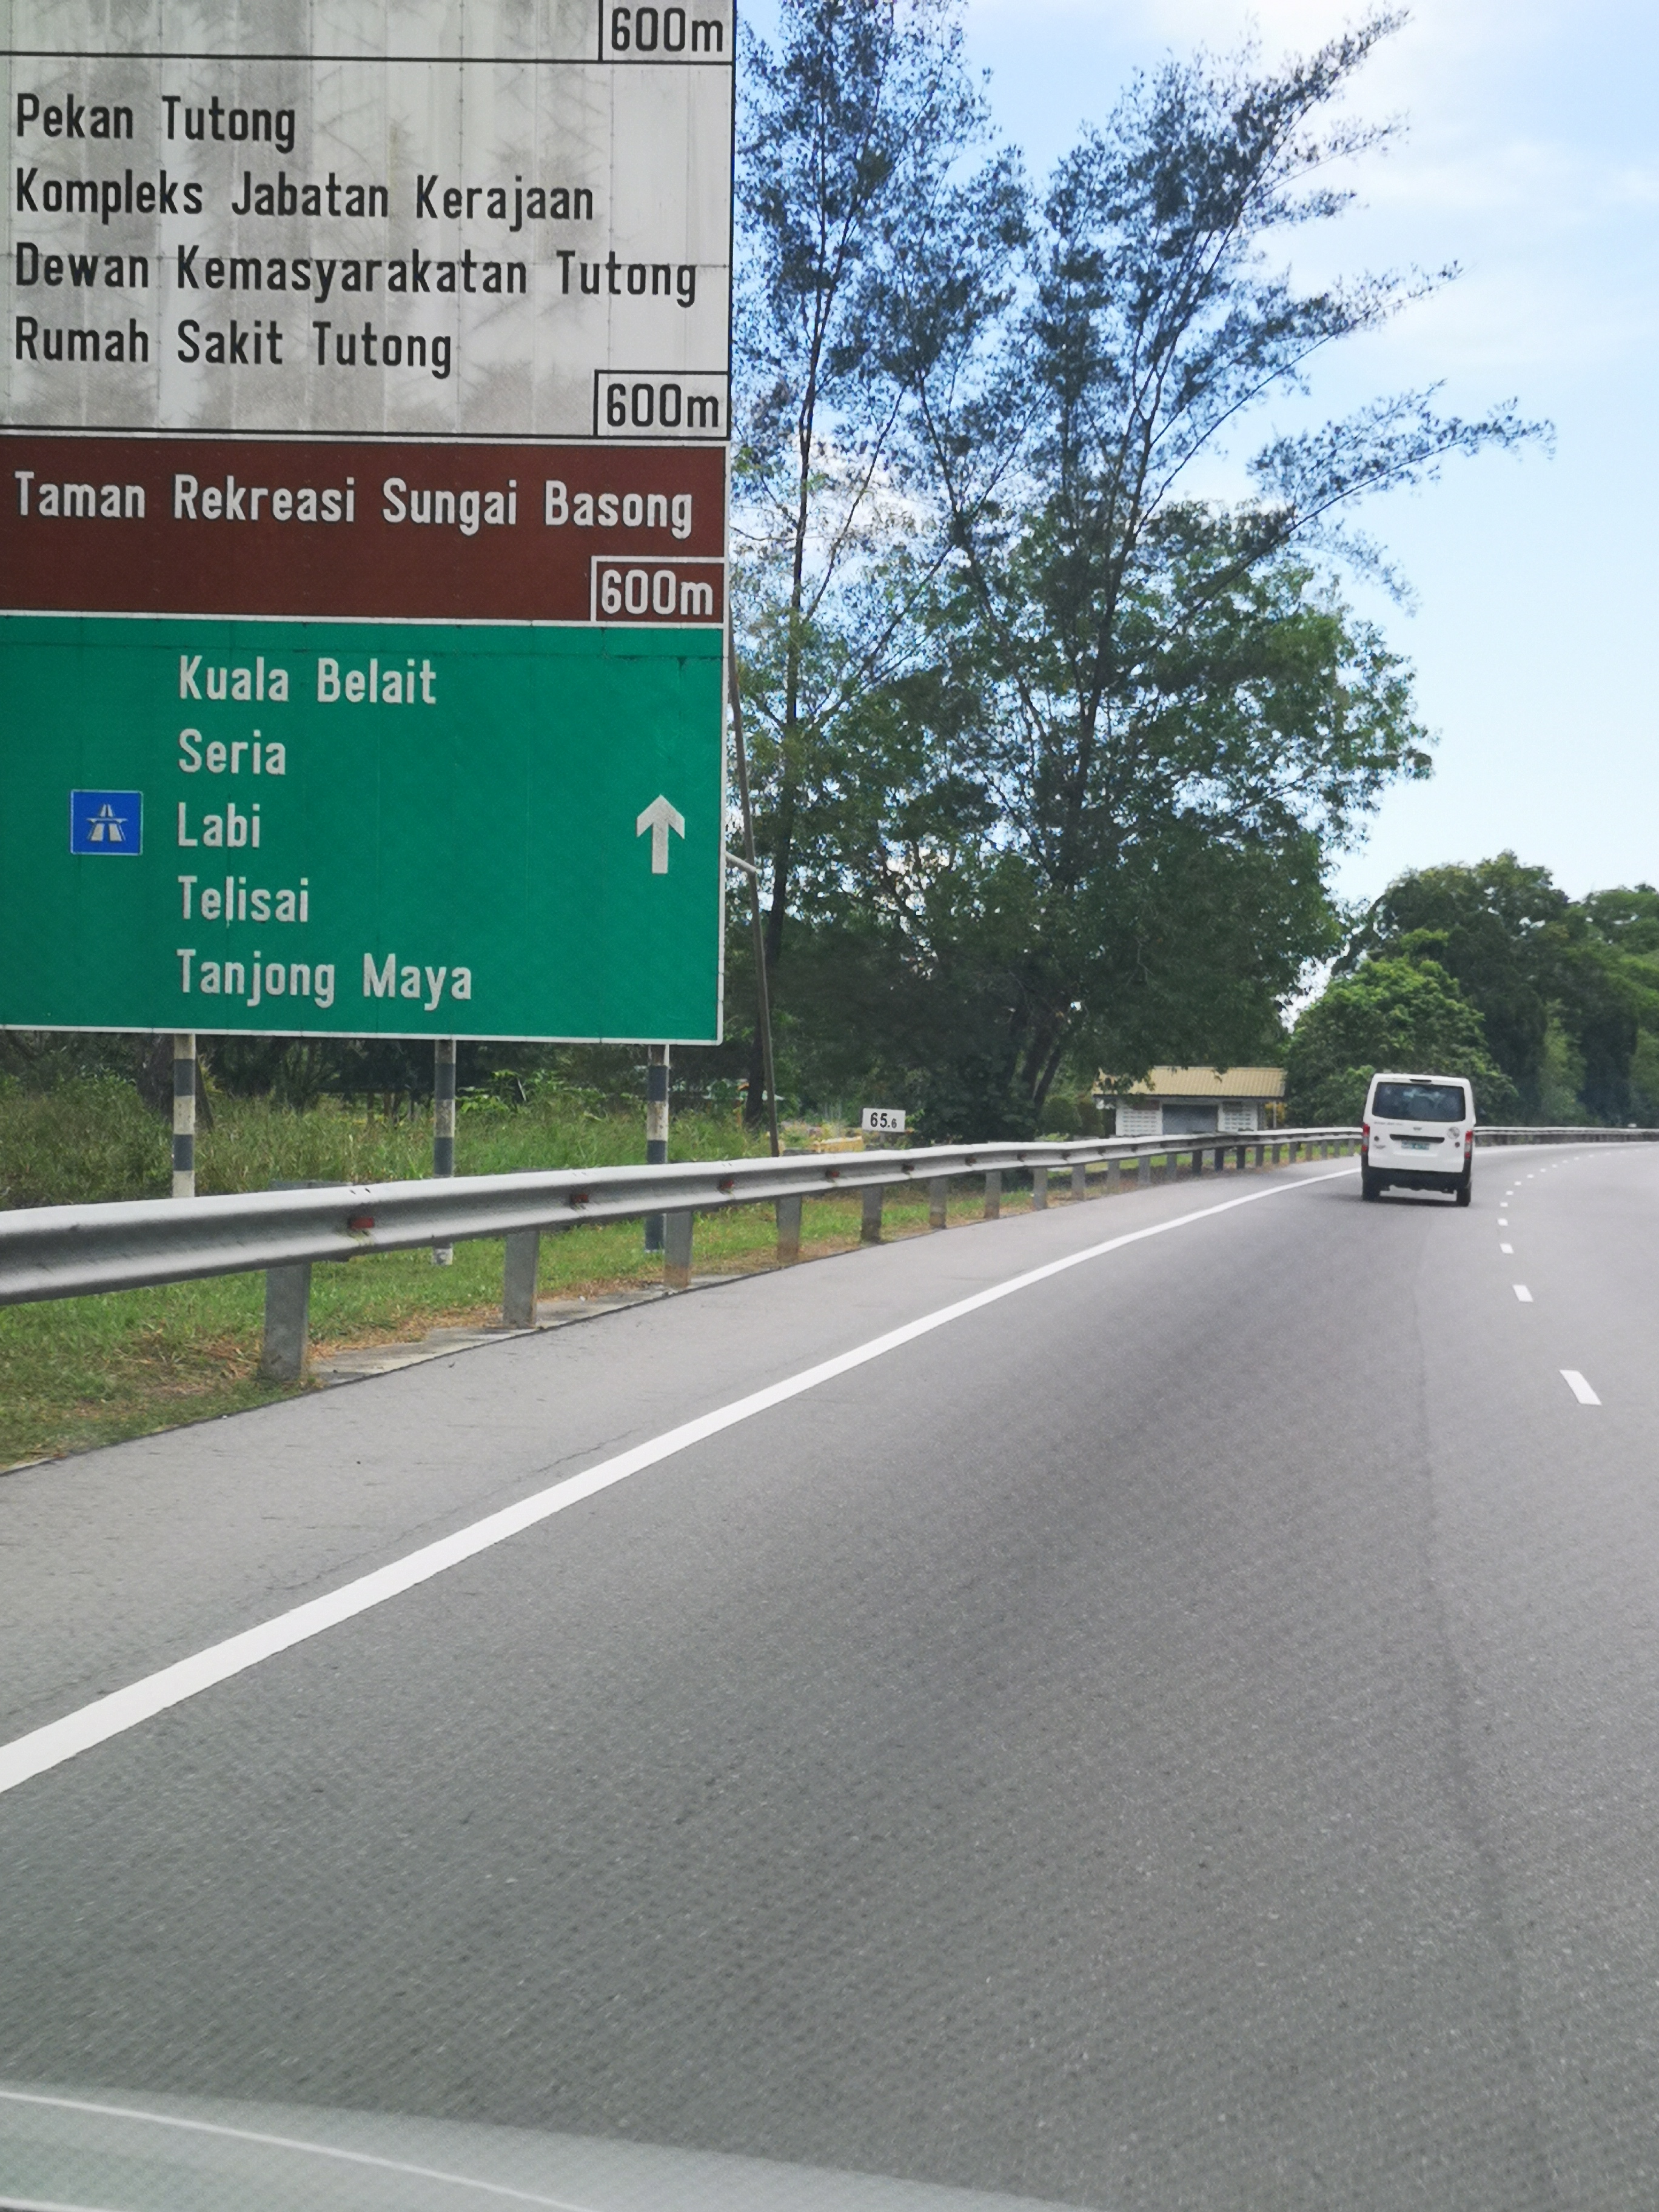 600m
Pekan Tutong
Kompleks Jabatan Kerajaan
Dewan Kemasyarakatan Tutong
Rumah Sakit Tutong
600m
Taman Rekreasi Sungai Basong
600m
Kuala Belait
Seria
Labi
Telisai
Tanjong Maya
65.6